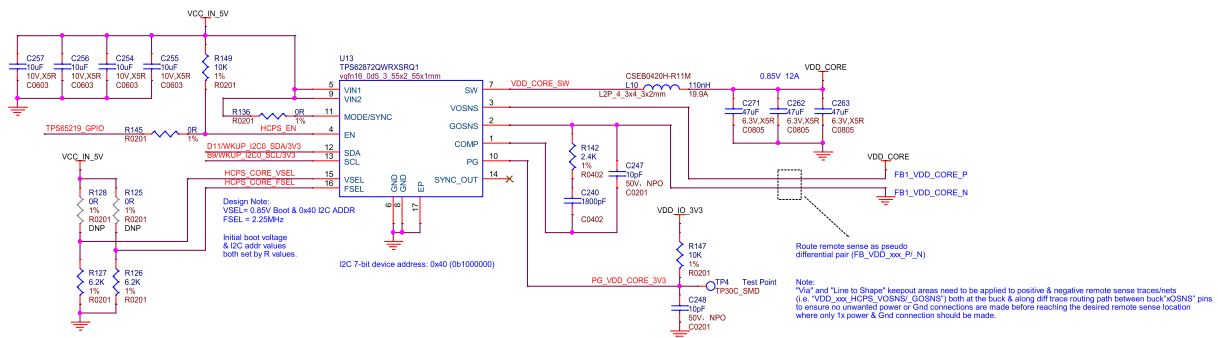 VCC_IN_5V
C257
10uF
10V,X5R
C0603
C256
10uF
10V,X5R
C0603
C254
10uF
10V,X5R
C0603
C255
10uF
10V,X5R
C0603
R149
10K
1%
R0201
R136
R0201
0R
1%
TPS65219_GPIO
R145
R0201
0R
1%
HCPS_EN
D11/WKUP_I2C0_SDA/3V3
B9/WKUP_I2C0_SCL/3V3
HCPS_CORE_VSEL
HCPS_CORE_FSEL
U13
TPS62872QWRXSRQ1
vqfn16_0d5_3_55x2_55x1mm
5
VIN1
9
VIN2
11
MODE/SYNC
4
EN
12
SDA
13
SCL
15
VSEL
16
FSEL
SW
7
VOSNS
3
GOSNS
2
COMP
1
PG
10
SYNC_OUT
14
GND
GND
EP
6
8
17
VDD_CORE_SW
CSEB0420H-R11M
L10
110nH
L2P_4_3x4_3x2mm
19.9A
0.85V 12A
VDD_CORE
C271
47uF
6.3V,X5R
C0805
C262
47uF
6.3V,X5R
C0805
C263
47uF
6.3V,X5R
C0805
R142
2.4K
1%
R0402
C240
1800pF
C0402
C247
10pF
50V, NPO
C0201
VDD_CORE
FB1_VDD_CORE_P
FB1_VDD_CORE_N
VCC_IN_5V
R128
0R
1%
R0201
DNP
R125
0R
1%
R0201
DNP
R127
6.2K
1%
R0201
R126
6.2K
1%
R0201
Design Note:
VSEL= 0.85V Boot & 0x40 I2C ADDR
FSEL = 2.25MHz
Initial boot voltage
& I2C addr values
both set by R values.
I2C 7-bit device address: 0x40 (0b1000000)
VDD_IO_3V3
R147
10K
1%
R0201
PG_VDD_CORE_3V3
TP4
Test Point
TP30C_SMD
C248
10pF
50V, NPO
C0201
Route remote sense as pseudo
differential pair (FB_VDD_xxx_P/_N)
Note:
"Via" and "Line to Shape" keepout areas need to be applied to positive & negative remote sense traces/nets
(i.e. "VDD_xxx_HCPS_VOSNS/_GOSNS") both at the buck & along diff trace routing path between buck"xOSNS" pins
to ensure no unwanted power or Gnd connections are made before reaching the desired remote sense location
where only 1x power & Gnd connection should be made.